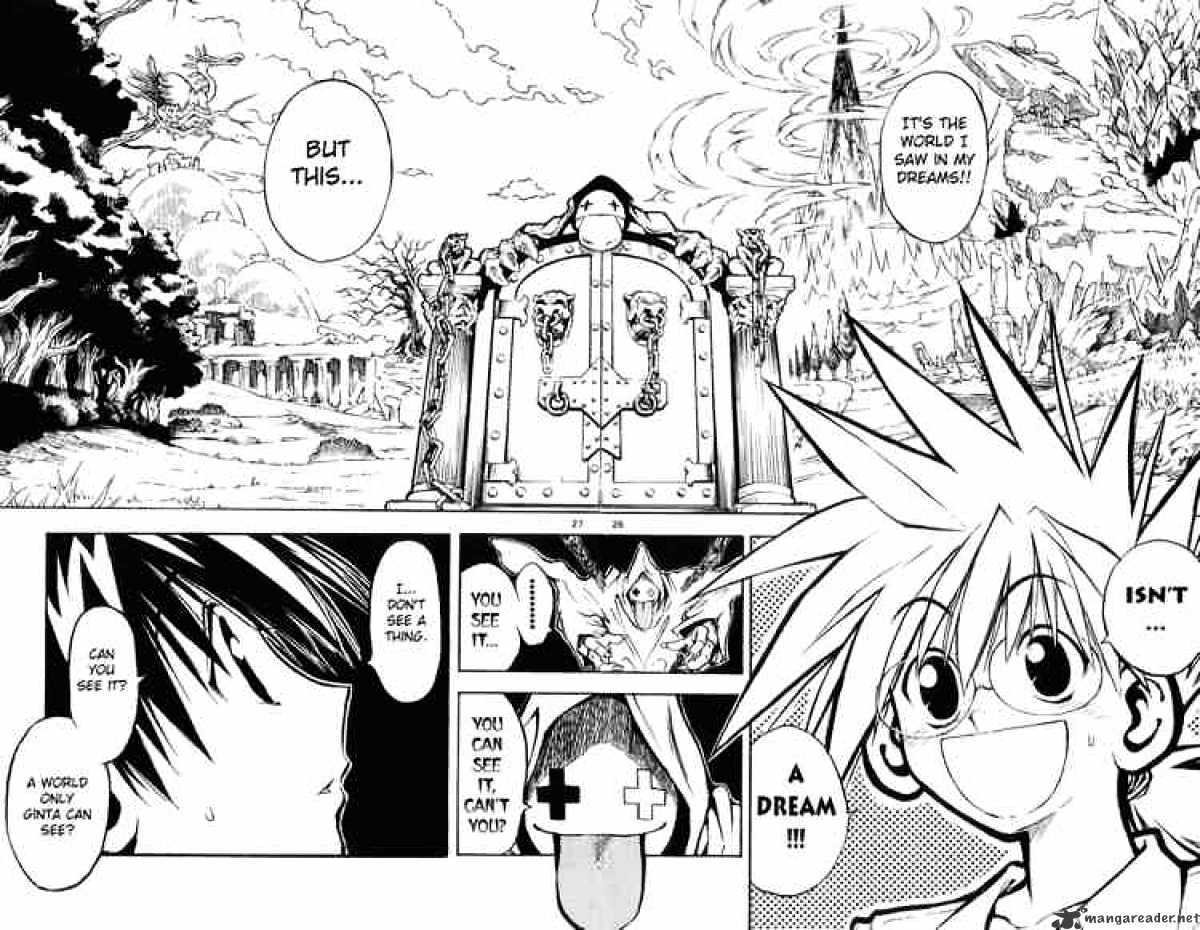 IT'S THE
WORLD I
SAW IN MY
DREAMS!!
BUT
THIS...
27 26
ISN'T
...
A
DREAM
!!!
.........
YOU
SEE
IT...
YOU
CAN
SEE
IT,
CAN'T
YOU?
I...
DON'T
SEE A
THING.
CAN
YOU
SEE IT?
A WORLD
ONLY
GINTA CAN
SEE?
mangareader.net